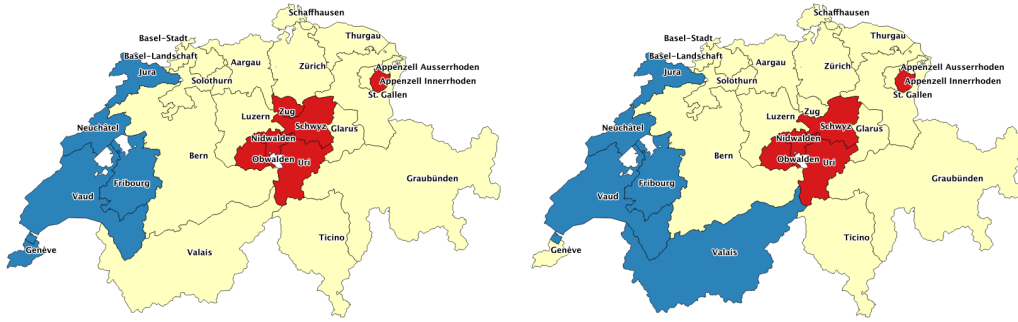 Schaffhausen
Thurgau
Basel-Stadt
Basel-Landschaft
Jura
Aargau
Zürich
Appenzell Ausserrhoden
Appenzell Innerrhoden
Solothurn
St. Gallen
Zug
Luzern
Schwyz
Glarus
Neuchâtel
Nidwalden
Bern
Obwalden
Uri
Fribourg
Graubünden
Vaud
Ticino
Genève
Valais
Schaffhausen
Thurgau
Basel-Stadt
Basel-Landschaft
Jura
Aargau
Zürich
Appenzell Ausserrhoden
Appenzell Innerrhoden
Solothurn
St. Gallen
Zug
Luzern
Schwyz
Glarus
Neuchâtel
Nidwalden
Bern
Obwalden
Uri
Fribourg
Graubünden
Vaud
Ticino
Genève
Valais